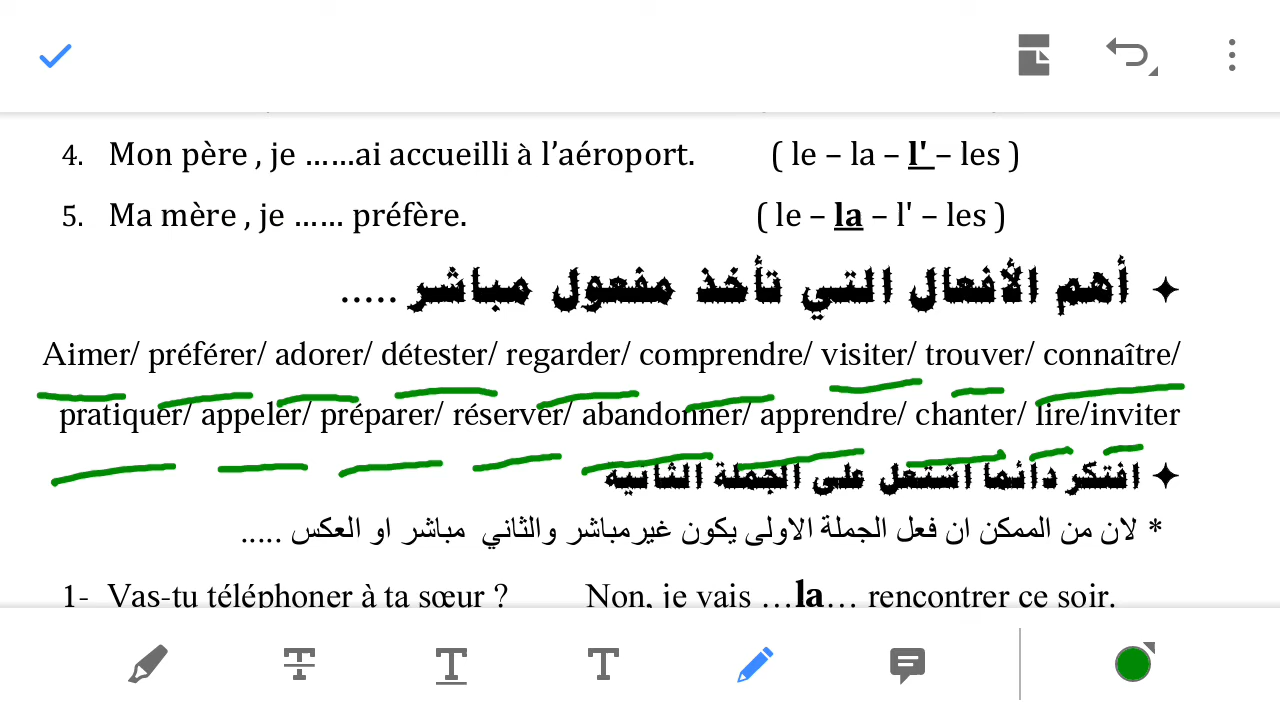 4. Mon père , je ……ai accueilli à l’aéroport. ( le – la – l' – les )
5. Ma mère , je …… préfère. ( le – la – l' – les )
✦ أهم الأفعال التي تأخذ مفعول مباشر .....
Aimer/ préférer/ adorer/ détester/ regarder/ comprendre/ visiter/ trouver/ connaître/
pratiquer/ appeler/ préparer/ réserver/ abandonner/ apprendre/ chanter/ lire/inviter
✦ افتكر دائما اشتغل على الجملة الثانيه
* لان من الممكن ان فعل الجملة الاولى يكون غيرمباشر والثاني مباشر او العكس .....
1- Vas-tu téléphoner à ta sœur ? Non, je vais …la… rencontrer ce soir.